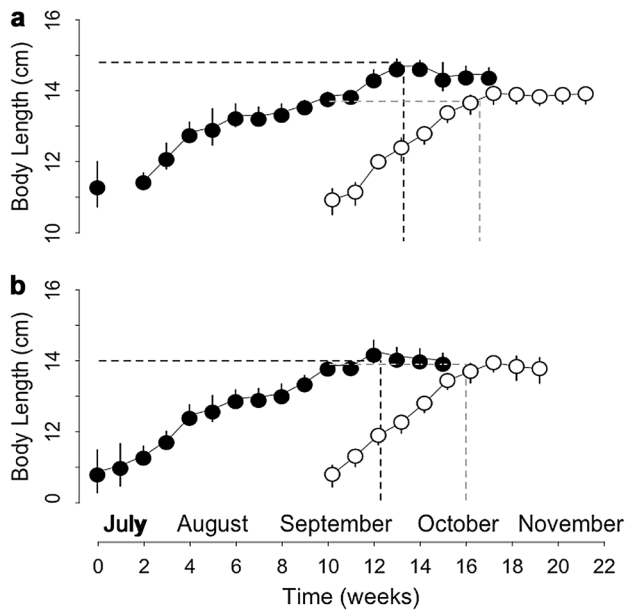 a
Body Length (cm)
16
14
12
10
b
Body Length (cm)
16
14
12
0
July August September October November
0 2 4 6 8 10 12 14 16 18 20 22
Time (weeks)